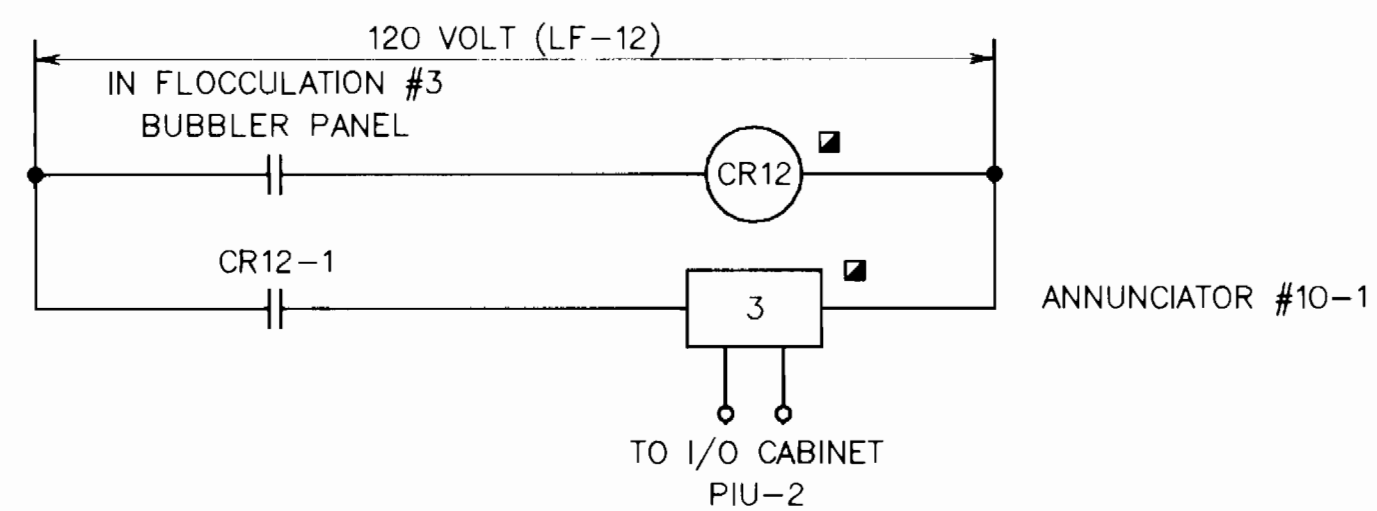 120 VOLT (LF-12)
IN FLOCCULATION #3
BUBBLER PANEL
CR12
CR12-1
3
ANNUNCIATOR #10-1
TO I/O CABINET
PIU-2